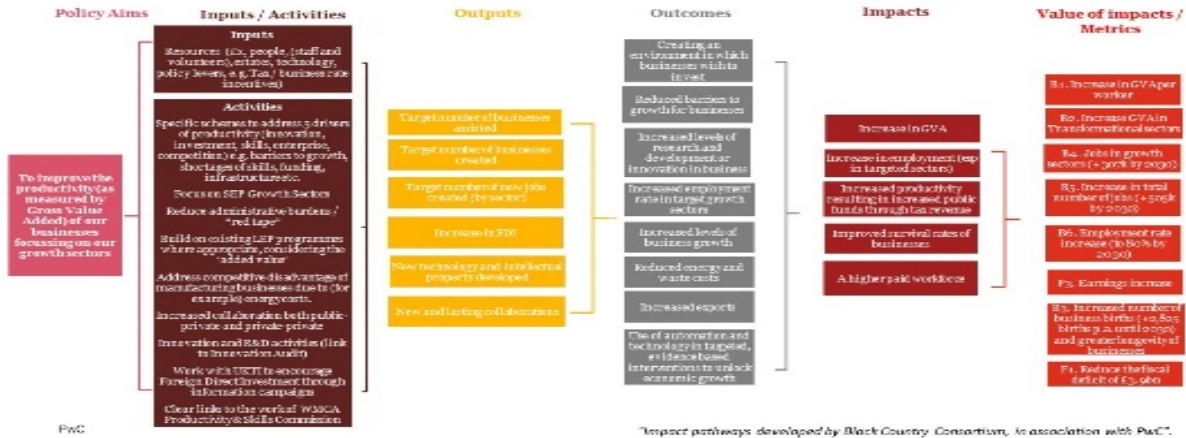 Policy Aims
Inputs / Activities
Outputs
Outcomes
Impacts
Value of impacts /
Metrics
To improve the
productivity (as
measured by
Gross Value
Added) of our
businesses
focussing on our
growth sectors
Inputs
Resources (Ex, people, (staff and
volunteers), estates, technology,
policy levers, e.g. Tax / business rate
incentives)
Activities
Specific schemes to address 5 drivers
of productivity (innovation,
investment, skills, enterprise,
competition) e.g. barriers to growth,
shortages of skills, funding,
infrastructure etc.
Focus on SEP Growth Sectors
Reduce administrative burdens /
"red tape"
Build on existing LEP programmes
where appropriate, considering the
'added value'
Address competitive disadvantage of
manufacturing businesses due to (for
example) energy costs.
Increased collaboration both public-
private and private-private
Innovation and R&D activities (link
to Innovation Audit)
Work with UKTI to encourage
Foreign Direct Investment through
information campaigns
Clear links to the work of WMCA
Productivity & Skills Commission
Target number of businesses
assisted
Target number of businesses
created
Target number of new jobs
created (by sector)
Increase in FDI
New technology and intellectual
property developed
New and lasting collaborations
Creating an
environment in which
businesses wish to
invest
Reduced barriers to
growth for businesses
Increased levels of
research and
development or
innovation in business
Increased employment
rate in target growth
sectors
Increased levels of
business growth
Reduced energy and
waste costs
Increased exports
Use of automation and
technology in targeted,
evidence based
interventions to unlock
economic growth
Increase in GVA
Increase in employment (esp
in targeted sectors)
Increased productivity
resulting in increased public
funds through tax revenue
Improved survival rates of
businesses
A higher paid workforce
B1. Increase in GVA per
worker
B2. Increase GVA in
Transformational sectors
B4. Jobs in growth
sectors by 2030)
B5. Increase in total
number of jobs
by 2030)
B6. Employment rate
increase (to 80% by
2030)
P3. Earnings increase
B3. Increased number of
business births
births p.a. until 2030)
and greater longevity of
businesses
F1. Reduce the fiscal
deficit of £3.9bn
PwC
"Impact pathways developed by Black Country Consortium, in association with PwC".